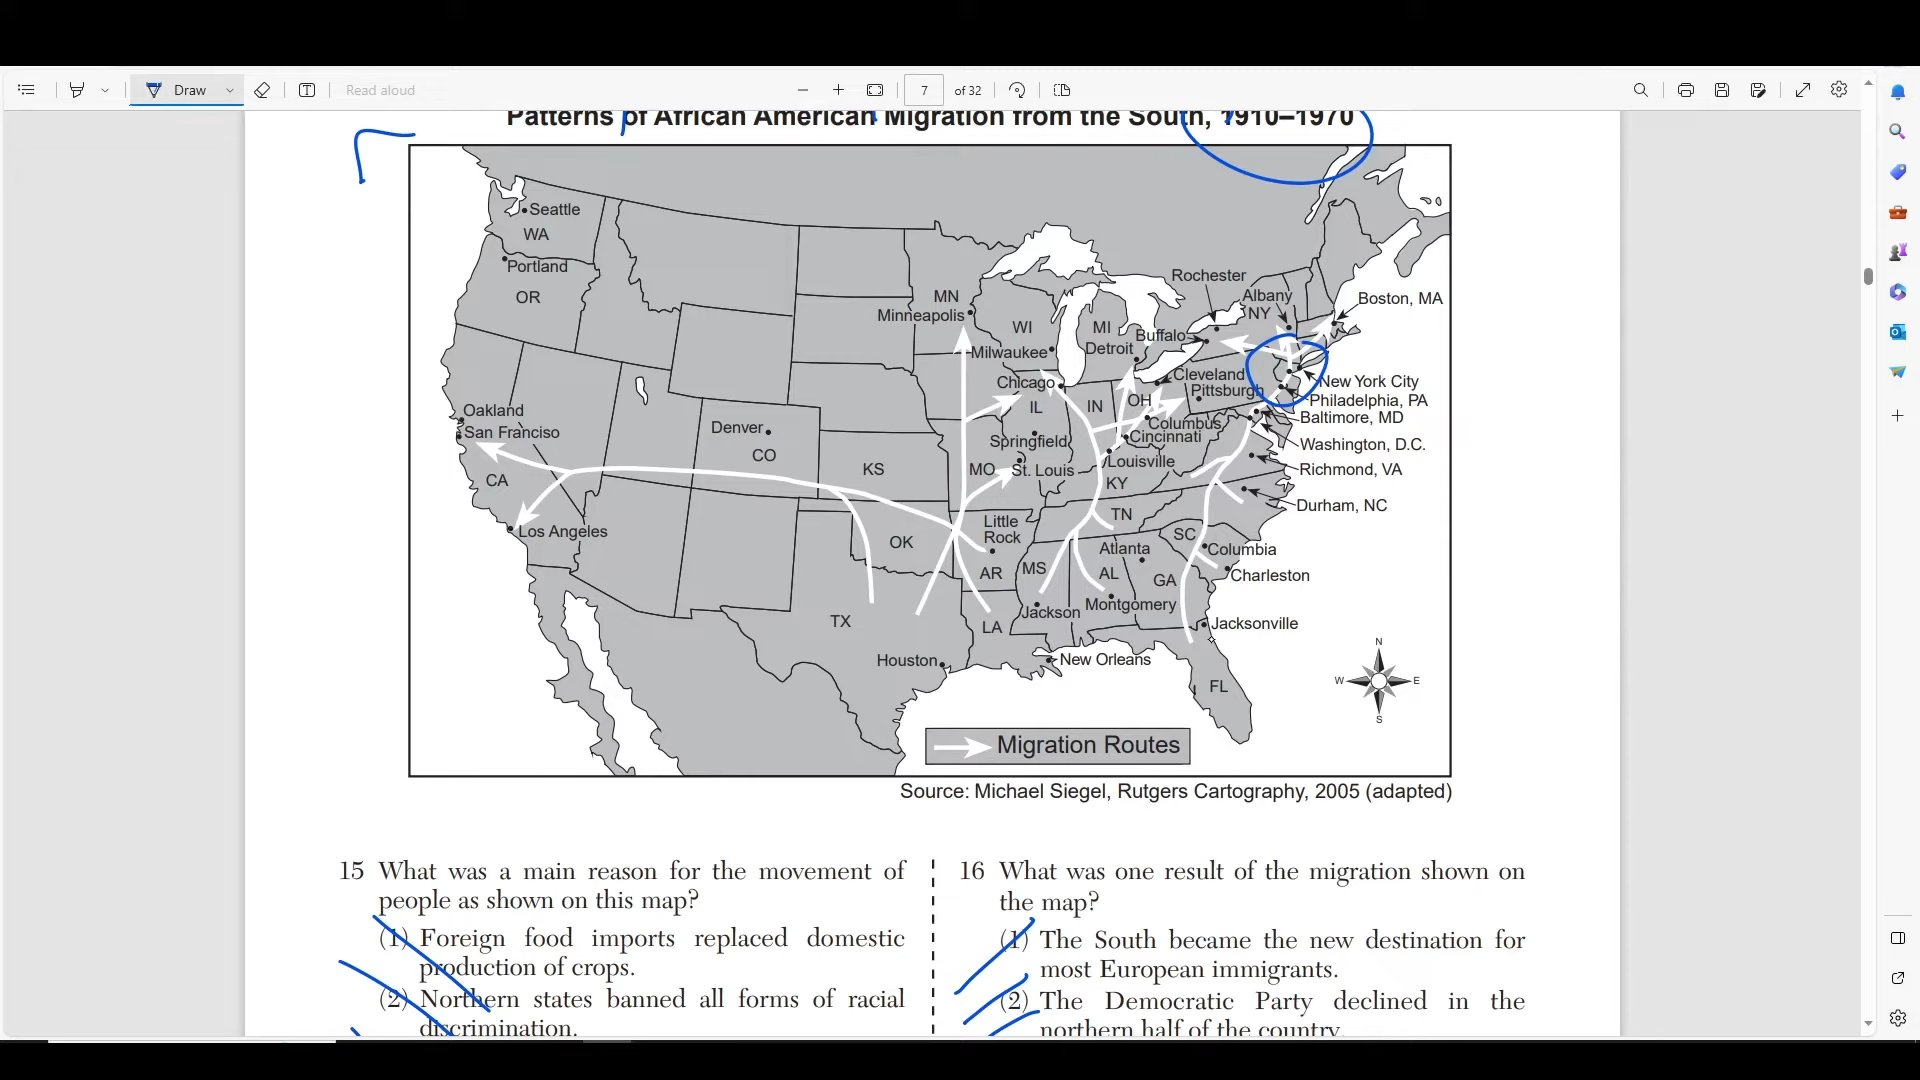 Draw
Read aloud
7
of 32
Patterns of African American Migration from the South, 1910–1970
Seattle
WA
Portland
OR
MN
Minneapolis
WI
Milwaukee
MI
Detroit
Rochester
Albany
NY
Buffalo
Boston, MA
Chicago
IL
IN
OH
Cleveland
Pittsburgh
New York City
Philadelphia, PA
Baltimore, MD
Oakland
San Franciso
Denver
CO
CA
KS
MO
Springfield
St. Louis
Columbus
Cincinnati
Louisville
KY
Washington, D.C.
Richmond, VA
Durham, NC
Los Angeles
OK
Little
Rock
AR
TN
MS
AL
Atlanta
GA
SC
Columbia
Charleston
Jackson
Montgomery
TX
LA
Jacksonville
Houston
New Orleans
FL
N
W
E
S
Migration Routes
Source: Michael Siegel, Rutgers Cartography, 2005 (adapted)
15 What was a main reason for the movement of
people as shown on this map?
(1) Foreign food imports replaced domestic
production of crops.
(2) Northern states banned all forms of racial
discrimination.
16 What was one result of the migration shown on
the map?
(1) The South became the new destination for
most European immigrants.
(2) The Democratic Party declined in the
northern half of the country.